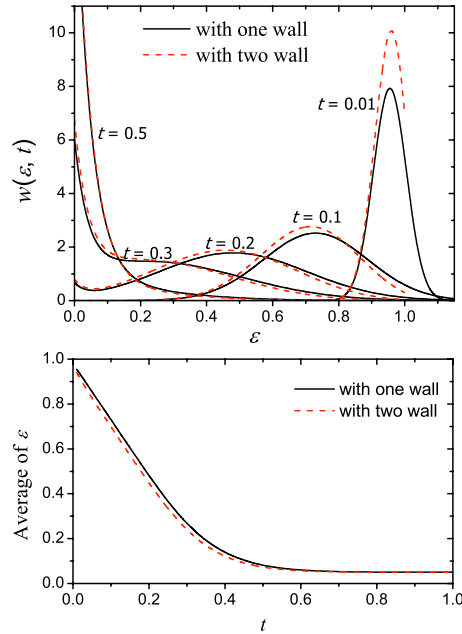 10
8
6
4
2
0
w(ε, t)
with one wall
with two wall
t = 0.01
t = 0.5
t = 0.1
t = 0.2
t = 0.3
0.0 0.2 0.4 0.6 0.8 1.0
ε
1.0
0.8
0.6
0.4
0.2
0.0
Average of ε
with one wall
with two wall
0.0 0.2 0.4 0.6 0.8 1.0
t